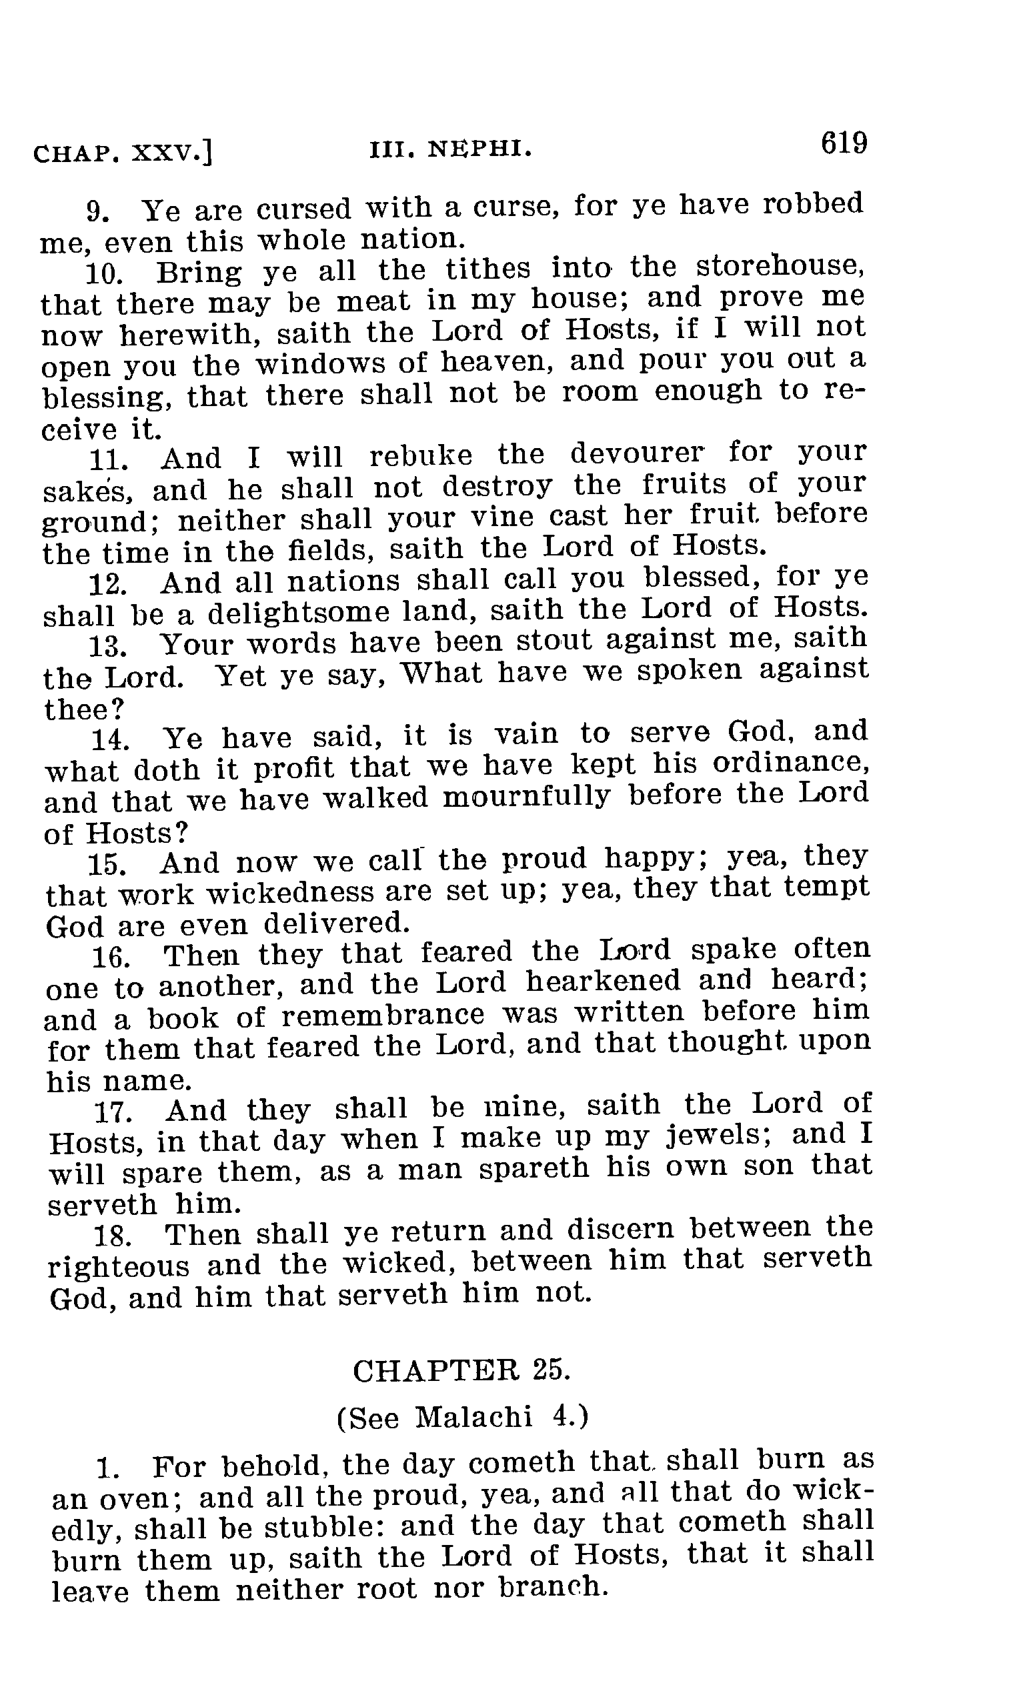 CHAP. XXV.] III. NEPHI. 619
9. Ye are cursed with a curse, for ye have robbed
me, even this whole nation.
10. Bring ye all the tithes into the storehouse,
that there may be meat in my house; and prove me
now herewith, saith the Lord of Hosts, if I will not
open you the windows of heaven, and pour you out a
blessing, that there shall not be room enough to re-
ceive it.
11. And I will rebuke the devourer for your
sakes, and he shall not destroy the fruits of your
ground; neither shall your vine cast her fruit before
the time in the fields, saith the Lord of Hosts.
12. And all nations shall call you blessed, for ye
shall be a delightsome land, saith the Lord of Hosts.
13. Your words have been stout against me, saith
the Lord. Yet ye say, What have we spoken against
thee?
14. Ye have said, it is vain to serve God, and
what doth it profit that we have kept his ordinance,
and that we have walked mournfully before the Lord
of Hosts?
15. And now we call the proud happy; yea, they
that work wickedness are set up; yea, they that tempt
God are even delivered.
16. Then they that feared the Lord spake often
one to another, and the Lord hearkened and heard;
and a book of remembrance was written before him
for them that feared the Lord, and that thought upon
his name.
17. And they shall be mine, saith the Lord of
Hosts, in that day when I make up my jewels; and I
will spare them, as a man spareth his own son that
serveth him.
18. Then shall ye return and discern between the
righteous and the wicked, between him that serveth
God, and him that serveth him not.
CHAPTER 25.
(See Malachi 4.)
1. For behold, the day cometh that shall burn as
an oven; and all the proud, yea, and all that do wick-
edly, shall be stubble: and the day that cometh shall
burn them up, saith the Lord of Hosts, that it shall
leave them neither root nor branch.